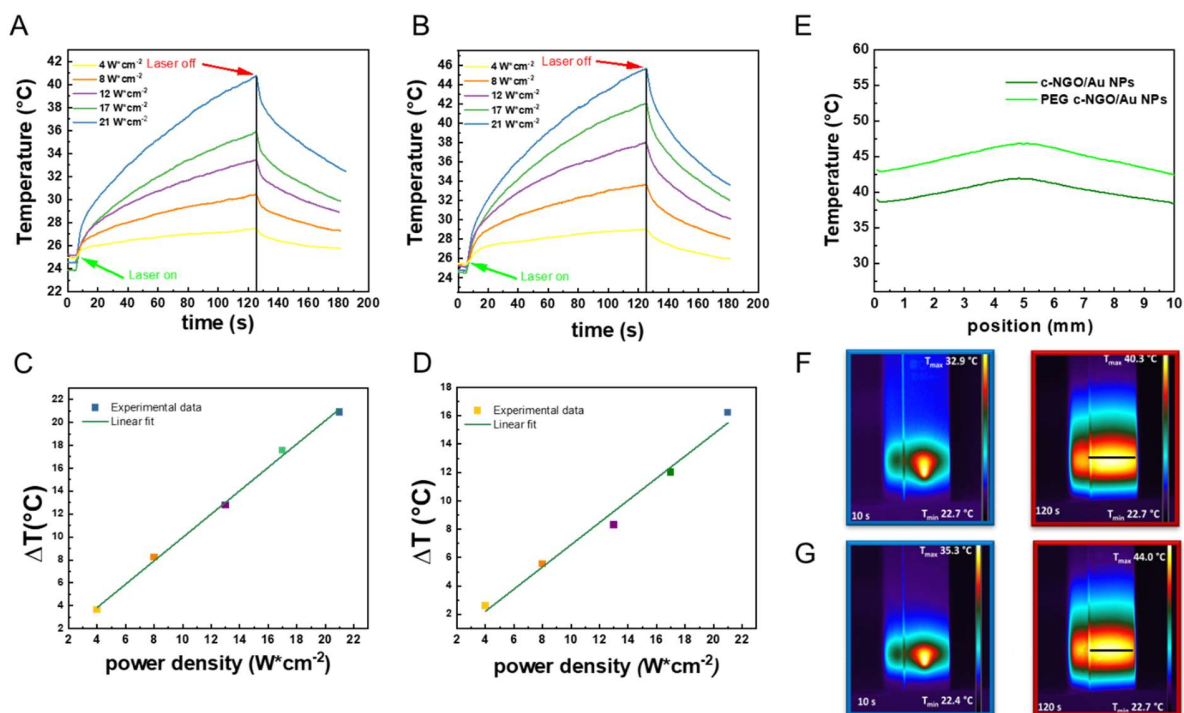 A
Temperature (°C)
42
40
38
36
34
32
30
28
26
24
22
4 W*cm-2
8 W*cm-2
12 W*cm-2
17 W*cm-2
21 W*cm-2
Laser off
Laser on
0 20 40 60 80 100 120 140 160 180 200
time (s)
B
Temperature (°C)
46
44
42
40
38
36
34
32
30
28
26
24
4 W*cm-2
8 W*cm-2
12 W*cm-2
17 W*cm-2
21 W*cm-2
Laser off
Laser on
0 20 40 60 80 100 120 140 160 180 200
time (s)
E
Temperature (°C)
60
55
50
45
40
35
30
c-NGO/Au NPs
PEG c-NGO/Au NPs
0 1 2 3 4 5 6 7 8 9 10
position (mm)
C
ΔT(°C)
22
20
18
16
14
12
10
8
6
4
2
Experimental data
Linear fit
2 4 6 8 10 12 14 16 18 20 22
power density (W*cm-2)
D
ΔT (°C)
18
16
14
12
10
8
6
4
2
Experimental data
Linear fit
2 4 6 8 10 12 14 16 18 20 22
power density (W*cm-2)
F
Tmax 32.9 °C
10 s
Tmin 22.7 °C
Tmax 40.3 °C
120 s
Tmin 22.7 °C
G
Tmax 35.3 °C
10 s
Tmin 22.4 °C
Tmax 44.0 °C
120 s
Tmin 22.7 °C